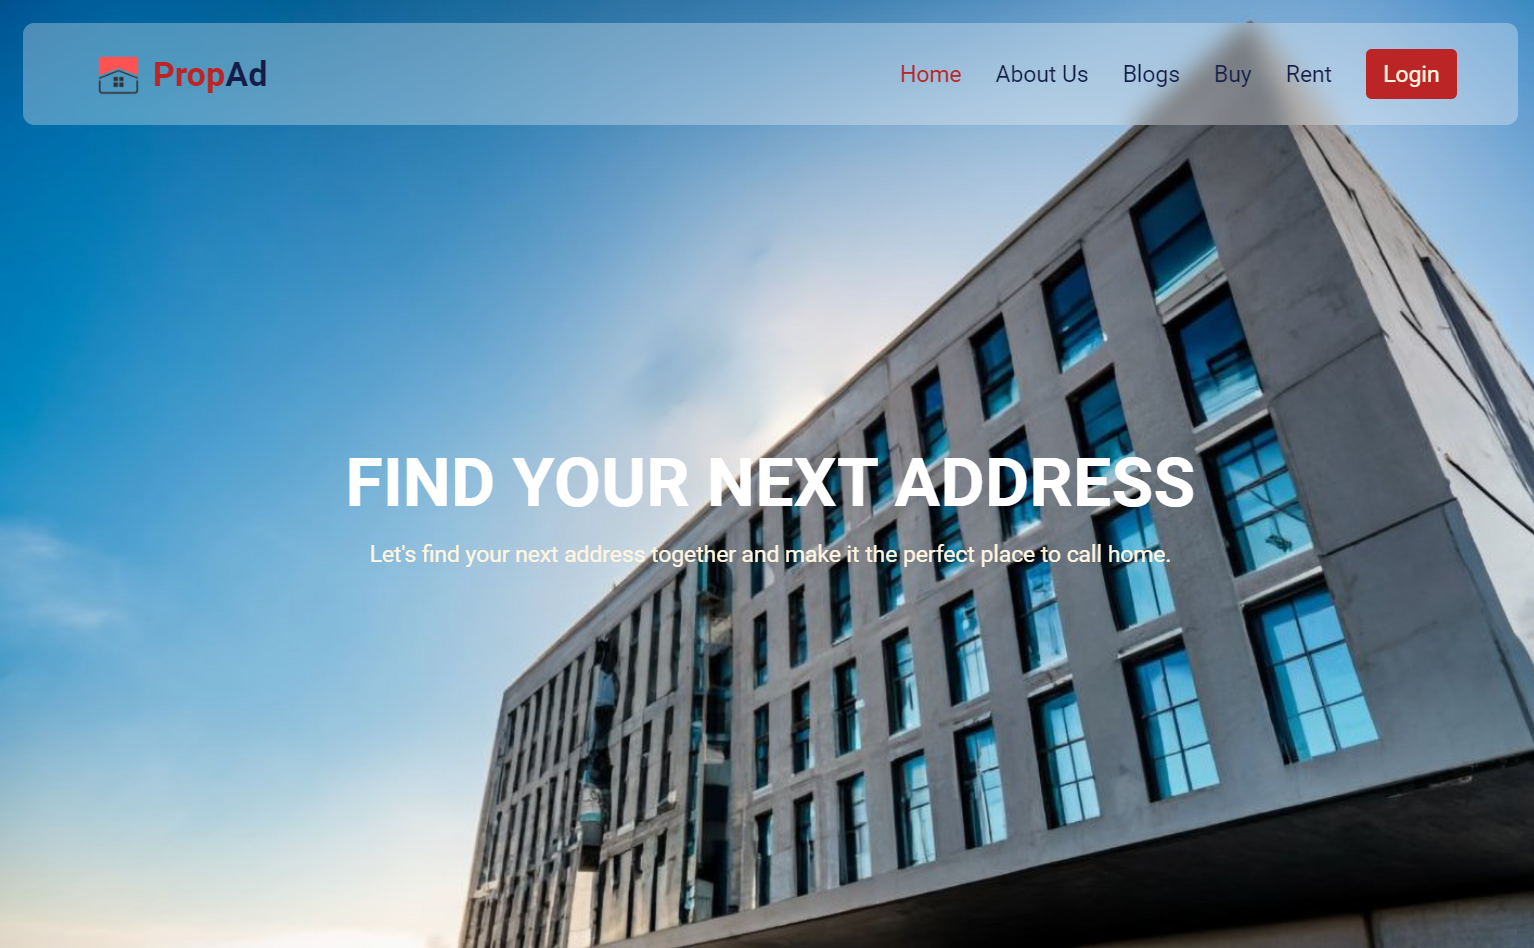 PropAd
Home About Us Blogs Buy Rent Login
FIND YOUR NEXT ADDRESS
Let's find your next address together and make it the perfect place to call home.